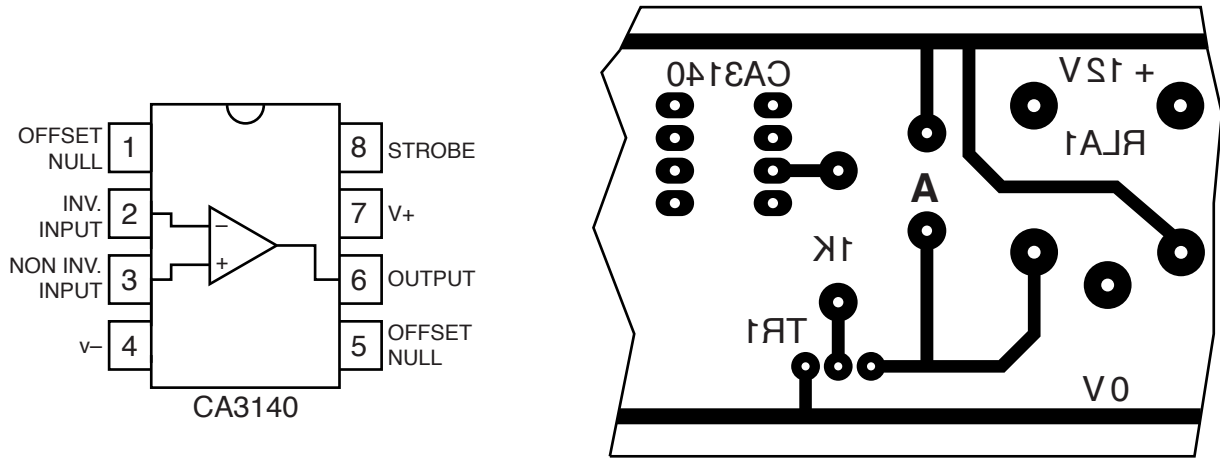 OFFSET
NULL
1
8
STROBE
INV.
INPUT
2
–
7
V+
NON INV.
INPUT
3
+
6
OUTPUT
v–
4
5
OFFSET
NULL
CA3140
CA3140
+ 12V
RLA1
A
1K
TR1
0V